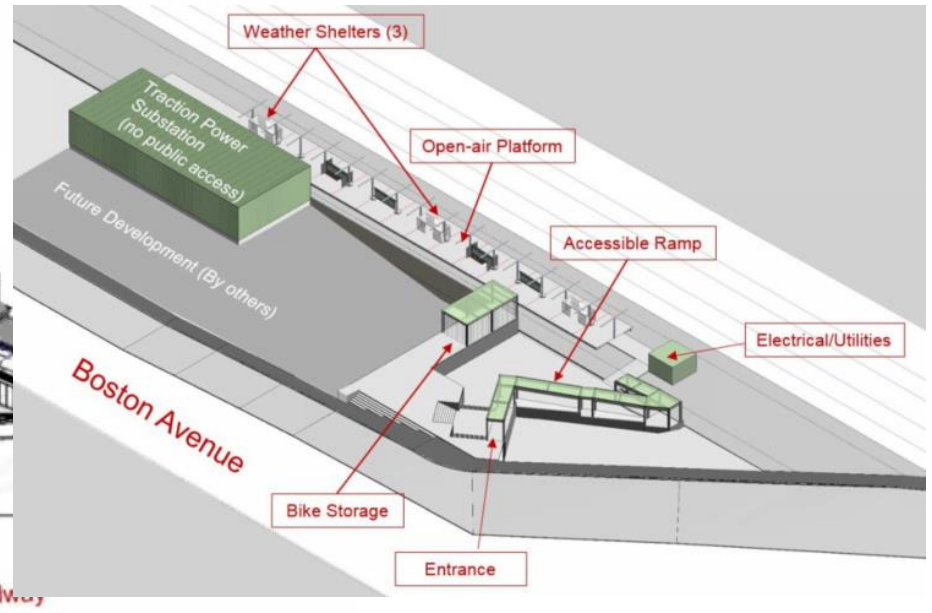 Weather Shelters (3)
Traction Power
Substation
(no public access)
Open-air Platform
Future Development (By others)
Accessible Ramp
Electrical/Utilities
Boston Avenue
Bike Storage
Entrance